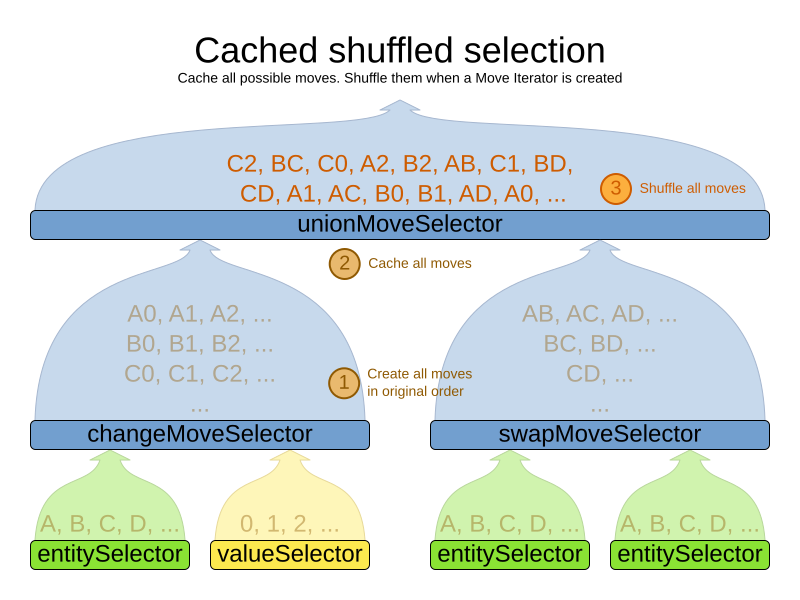 Cached shuffled selection
Cache all possible moves. Shuffle them when a Move Iterator is created
C2, BC, C0, A2, B2, AB, C1, BD,
CD, A1, AC, B0, B1, AD, A0, ...
3 Shuffle all moves
unionMoveSelector
2 Cache all moves
A0, A1, A2, ...
B0, B1, B2, ...
C0, C1, C2, ...
...
1 Create all moves
in original order
AB, AC, AD, ...
BC, BD, ...
CD, ...
...
changeMoveSelector
swapMoveSelector
A, B, C, D, ...
0, 1, 2, ...
A, B, C, D, ...
A, B, C, D, ...
entitySelector
valueSelector
entitySelector
entitySelector